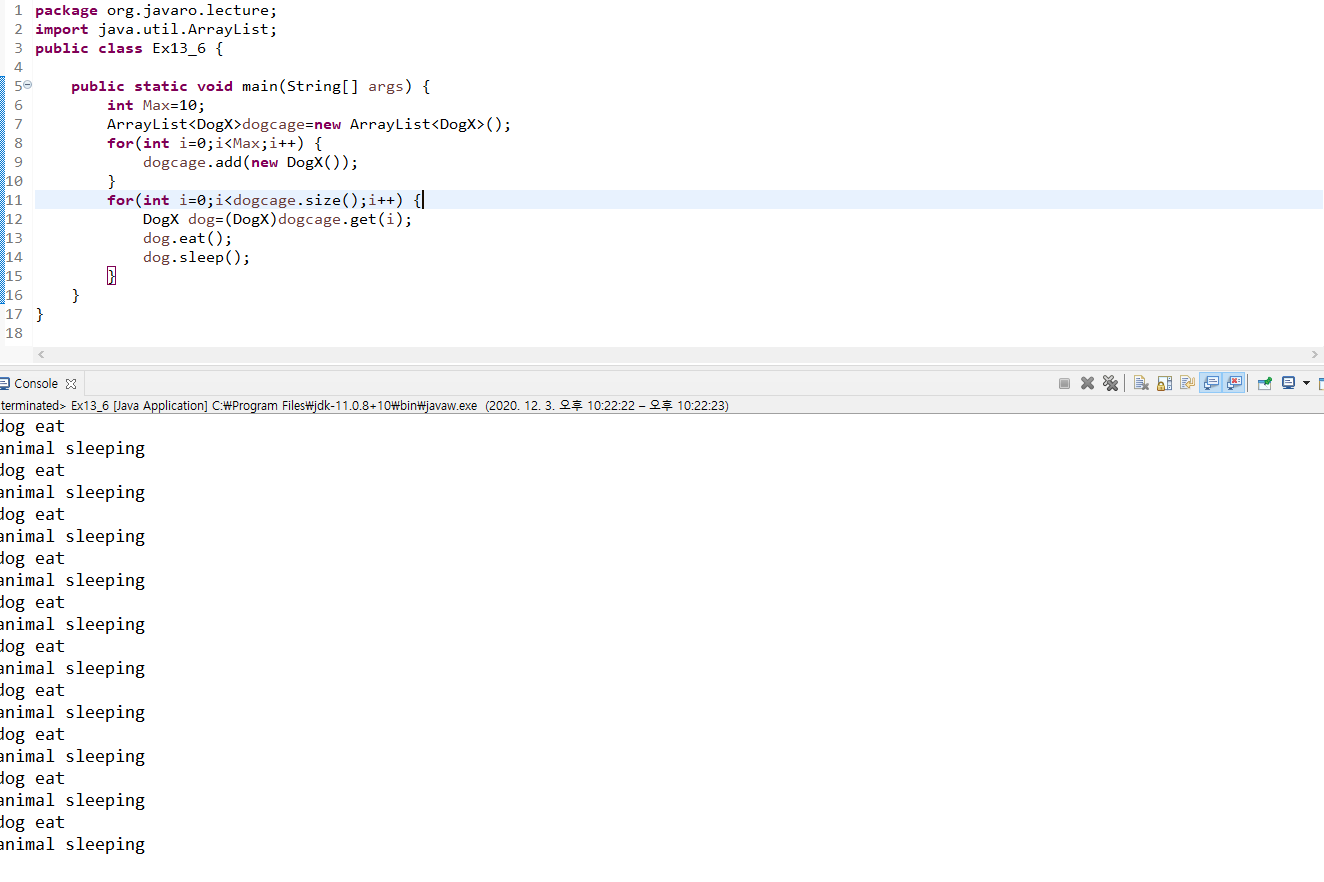 1 package org.javaro.lecture;
2 import java.util.ArrayList;
3 public class Ex13_6 {
4
5 public static void main(String[] args) {
6 int Max=10;
7 ArrayList<DogX>dogcage=new ArrayList<DogX>();
8 for(int i=0;i<Max;i++) {
9 dogcage.add(new DogX());
10 }
11 for(int i=0;i<dogcage.size();i++) {
12 DogX dog=(DogX)dogcage.get(i);
13 dog.eat();
14 dog.sleep();
15 }
16 }
17 }
18
Console
terminated> Ex13_6 [Java Application] C:₩Program Files₩jdk-11.0.8+10₩bin₩javaw.exe (2020. 12. 3. 오후 10:22:22 – 오후 10:22:23)
dog eat
animal sleeping
dog eat
animal sleeping
dog eat
animal sleeping
dog eat
animal sleeping
dog eat
animal sleeping
dog eat
animal sleeping
dog eat
animal sleeping
dog eat
animal sleeping
dog eat
animal sleeping
dog eat
animal sleeping